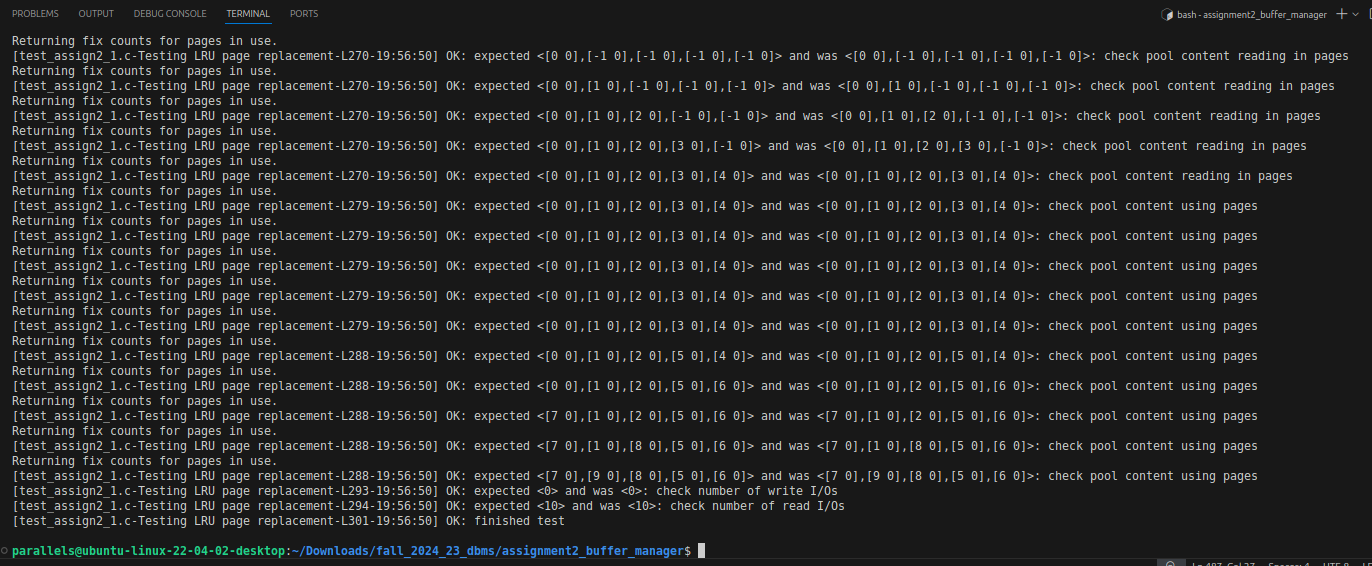 PROBLEMS OUTPUT DEBUG CONSOLE TERMINAL PORTS bash - assignment2_buffer_manager
Returning fix counts for pages in use.
[test_assign2_1.c-Testing LRU page replacement-L270-19:56:50] OK: expected <[0 0],[-1 0],[-1 0],[-1 0],[-1 0]> and was <[0 0],[-1 0],[-1 0],[-1 0],[-1 0]>: check pool content reading in pages
Returning fix counts for pages in use.
[test_assign2_1.c-Testing LRU page replacement-L270-19:56:50] OK: expected <[0 0],[1 0],[-1 0],[-1 0],[-1 0]> and was <[0 0],[1 0],[-1 0],[-1 0],[-1 0]>: check pool content reading in pages
Returning fix counts for pages in use.
[test_assign2_1.c-Testing LRU page replacement-L270-19:56:50] OK: expected <[0 0],[1 0],[2 0],[-1 0],[-1 0]> and was <[0 0],[1 0],[2 0],[-1 0],[-1 0]>: check pool content reading in pages
Returning fix counts for pages in use.
[test_assign2_1.c-Testing LRU page replacement-L270-19:56:50] OK: expected <[0 0],[1 0],[2 0],[3 0],[-1 0]> and was <[0 0],[1 0],[2 0],[3 0],[-1 0]>: check pool content reading in pages
Returning fix counts for pages in use.
[test_assign2_1.c-Testing LRU page replacement-L270-19:56:50] OK: expected <[0 0],[1 0],[2 0],[3 0],[4 0]> and was <[0 0],[1 0],[2 0],[3 0],[4 0]>: check pool content reading in pages
Returning fix counts for pages in use.
[test_assign2_1.c-Testing LRU page replacement-L279-19:56:50] OK: expected <[0 0],[1 0],[2 0],[3 0],[4 0]> and was <[0 0],[1 0],[2 0],[3 0],[4 0]>: check pool content using pages
Returning fix counts for pages in use.
[test_assign2_1.c-Testing LRU page replacement-L279-19:56:50] OK: expected <[0 0],[1 0],[2 0],[3 0],[4 0]> and was <[0 0],[1 0],[2 0],[3 0],[4 0]>: check pool content using pages
Returning fix counts for pages in use.
[test_assign2_1.c-Testing LRU page replacement-L279-19:56:50] OK: expected <[0 0],[1 0],[2 0],[3 0],[4 0]> and was <[0 0],[1 0],[2 0],[3 0],[4 0]>: check pool content using pages
Returning fix counts for pages in use.
[test_assign2_1.c-Testing LRU page replacement-L279-19:56:50] OK: expected <[0 0],[1 0],[2 0],[3 0],[4 0]> and was <[0 0],[1 0],[2 0],[3 0],[4 0]>: check pool content using pages
Returning fix counts for pages in use.
[test_assign2_1.c-Testing LRU page replacement-L279-19:56:50] OK: expected <[0 0],[1 0],[2 0],[3 0],[4 0]> and was <[0 0],[1 0],[2 0],[3 0],[4 0]>: check pool content using pages
Returning fix counts for pages in use.
[test_assign2_1.c-Testing LRU page replacement-L288-19:56:50] OK: expected <[0 0],[1 0],[2 0],[5 0],[4 0]> and was <[0 0],[1 0],[2 0],[5 0],[4 0]>: check pool content using pages
Returning fix counts for pages in use.
[test_assign2_1.c-Testing LRU page replacement-L288-19:56:50] OK: expected <[0 0],[1 0],[2 0],[5 0],[6 0]> and was <[0 0],[1 0],[2 0],[5 0],[6 0]>: check pool content using pages
Returning fix counts for pages in use.
[test_assign2_1.c-Testing LRU page replacement-L288-19:56:50] OK: expected <[7 0],[1 0],[2 0],[5 0],[6 0]> and was <[7 0],[1 0],[2 0],[5 0],[6 0]>: check pool content using pages
Returning fix counts for pages in use.
[test_assign2_1.c-Testing LRU page replacement-L288-19:56:50] OK: expected <[7 0],[1 0],[8 0],[5 0],[6 0]> and was <[7 0],[1 0],[8 0],[5 0],[6 0]>: check pool content using pages
Returning fix counts for pages in use.
[test_assign2_1.c-Testing LRU page replacement-L288-19:56:50] OK: expected <[7 0],[9 0],[8 0],[5 0],[6 0]> and was <[7 0],[9 0],[8 0],[5 0],[6 0]>: check pool content using pages
[test_assign2_1.c-Testing LRU page replacement-L293-19:56:50] OK: expected <0> and was <0>: check number of write I/Os
[test_assign2_1.c-Testing LRU page replacement-L294-19:56:50] OK: expected <10> and was <10>: check number of read I/Os
[test_assign2_1.c-Testing LRU page replacement-L301-19:56:50] OK: finished test
parallels@ubuntu-linux-22-04-02-desktop:~/Downloads/fall_2024_23_dbms/assignment2_buffer_manager$